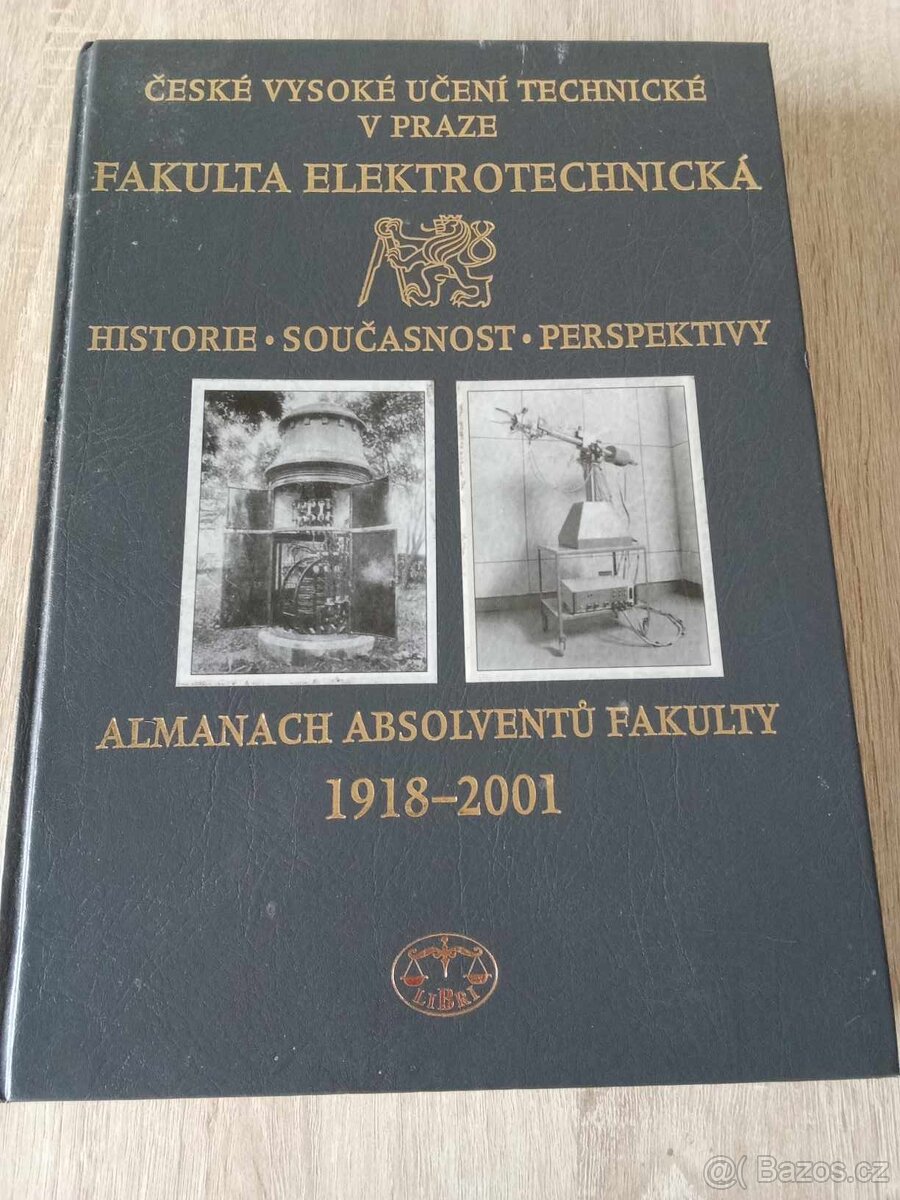 ČESKÉ VYSOKÉ UČENÍ TECHNICKÉ
V PRAZE
FAKULTA ELEKTROTECHNICKÁ
HISTORIE • SOUČASNOST • PERSPEKTIVY
ALMANACH ABSOLVENTŮ FAKULTY
1918–2001
LIBRI
@( Bazos.cz